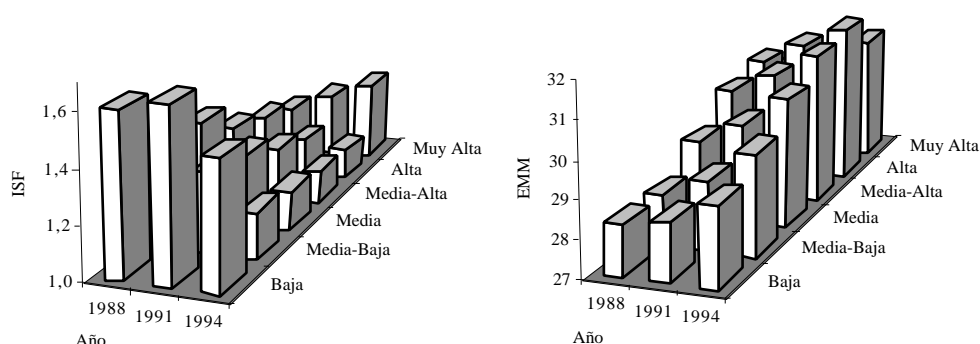 ISF
1,6
1,4
1,2
1,0
1988
1991
1994
Año
Baja
Media-Baja
Media
Media-Alta
Alta
Muy Alta
EMM
32
31
30
29
28
27
1988
1991
1994
Año
Baja
Media-Baja
Media
Media-Alta
Alta
Muy Alta